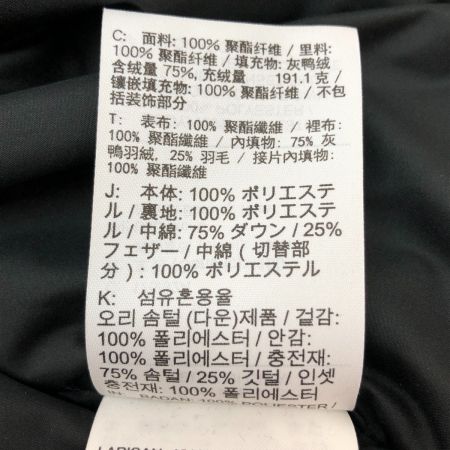 C: 面料: 100% 聚酯纤维 / 里料:
100% 聚酯纤维 / 填充物: 灰鸭绒
含绒量 75%, 充绒量 191.1 克 /
镶嵌填充物: 100% 聚酯纤维 / 不包
括装饰部分
T: 表布: 100% 聚酯纖維 / 裡布:
100% 聚酯纖維 / 內填物: 75% 灰
鴨羽絨, 25% 羽毛 / 接片內填物:
100% 聚酯纖維
J: 本体: 100% ポリエステ
ル / 裏地: 100% ポリエステ
ル / 中綿: 75% ダウン / 25%
フェザー / 中綿 ( 切替部
分 ) : 100% ポリエステル
K: 섬유혼용율
오리 솜털 (다운)제품 / 겉감:
100% 폴리에스터 / 안감:
100% 폴리에스터 / 충전재:
75% 솜털 / 25% 깃털 / 인셋
충전재: 100% 폴리에스터
BADAN: 100% POLIESTER /